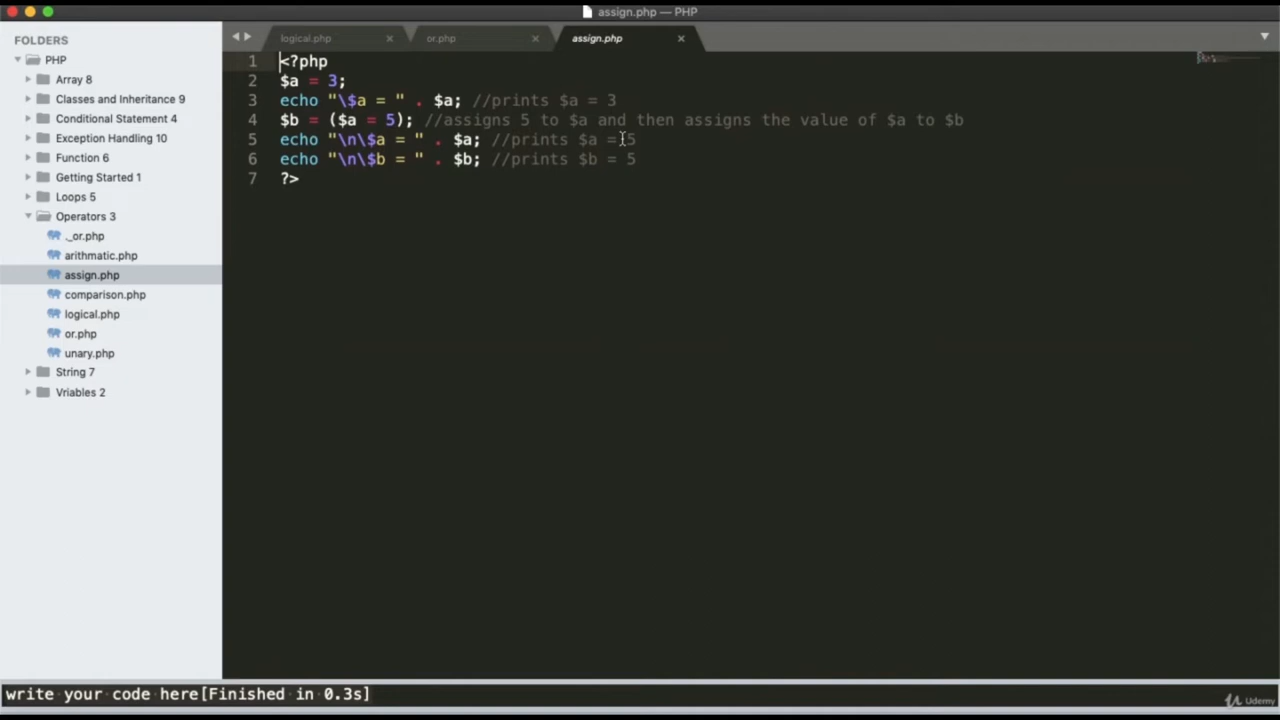 assign.php — PHP
FOLDERS
PHP
Array 8
Classes and Inheritance 9
Conditional Statement 4
Exception Handling 10
Function 6
Getting Started 1
Loops 5
Operators 3
._or.php
arithmatic.php
assign.php
comparison.php
logical.php
or.php
unary.php
String 7
Vriables 2
logical.php × or.php × assign.php ×
1 <?php
2 $a = 3;
3 echo "\$a = " . $a; //prints $a = 3
4 $b = ($a = 5); //assigns 5 to $a and then assigns the value of $a to $b
5 echo "\n\$a = " . $a; //prints $a = 5
6 echo "\n\$b = " . $b; //prints $b = 5
7 ?>
write your code here[Finished in 0.3s]
Udemy